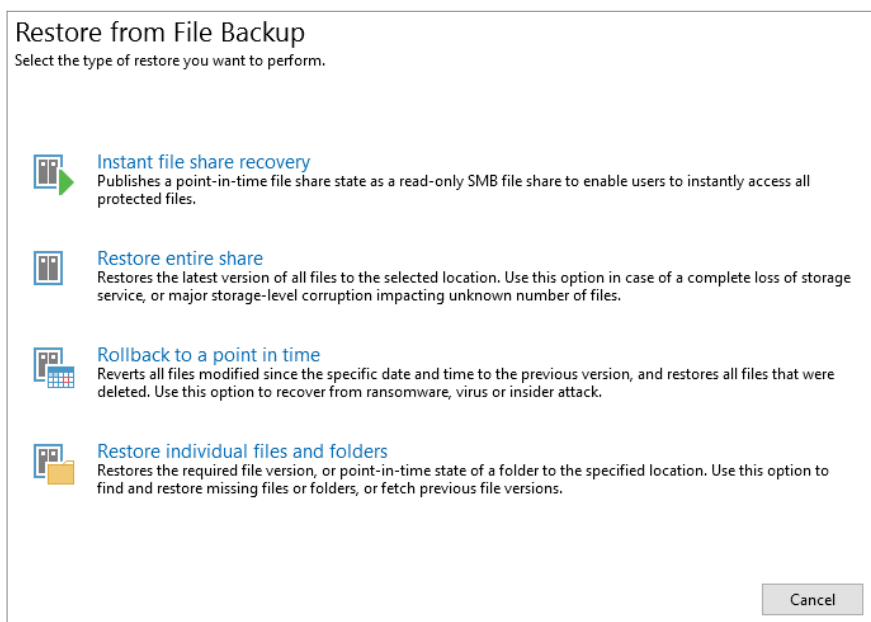 Restore from File Backup
Select the type of restore you want to perform.
Instant file share recovery
Publishes a point-in-time file share state as a read-only SMB file share to enable users to instantly access all
protected files.
Restore entire share
Restores the latest version of all files to the selected location. Use this option in case of a complete loss of storage
service, or major storage-level corruption impacting unknown number of files.
Rollback to a point in time
Reverts all files modified since the specific date and time to the previous version, and restores all files that were
deleted. Use this option to recover from ransomware, virus or insider attack.
Restore individual files and folders
Restores the required file version, or point-in-time state of a folder to the specified location. Use this option to
find and restore missing files or folders, or fetch previous file versions.
Cancel